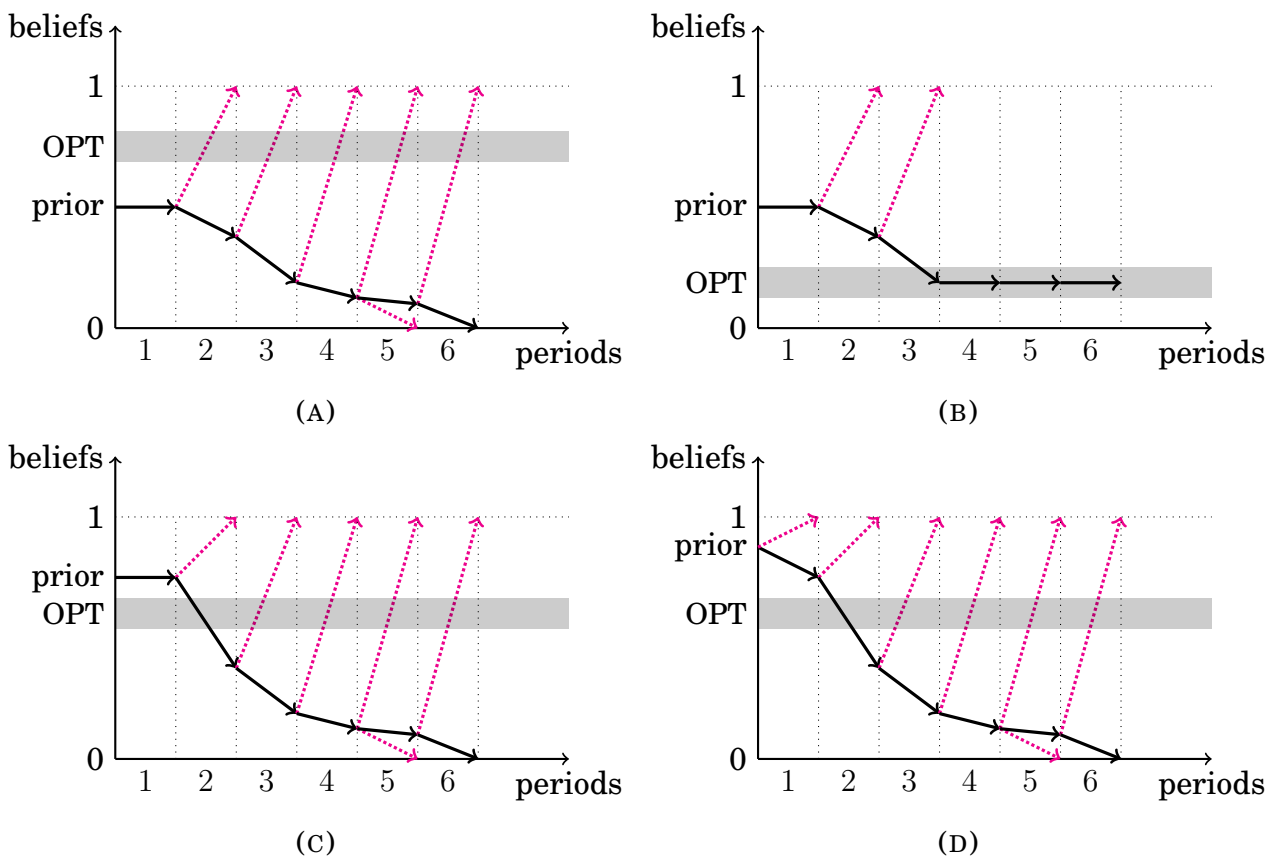 beliefs
1
OPT
prior
0
1 2 3 4 5 6 periods
(A)
beliefs
1
prior
OPT
0
1 2 3 4 5 6 periods
(B)
beliefs
1
prior
OPT
0
1 2 3 4 5 6 periods
(C)
beliefs
1
prior
OPT
0
1 2 3 4 5 6 periods
(D)